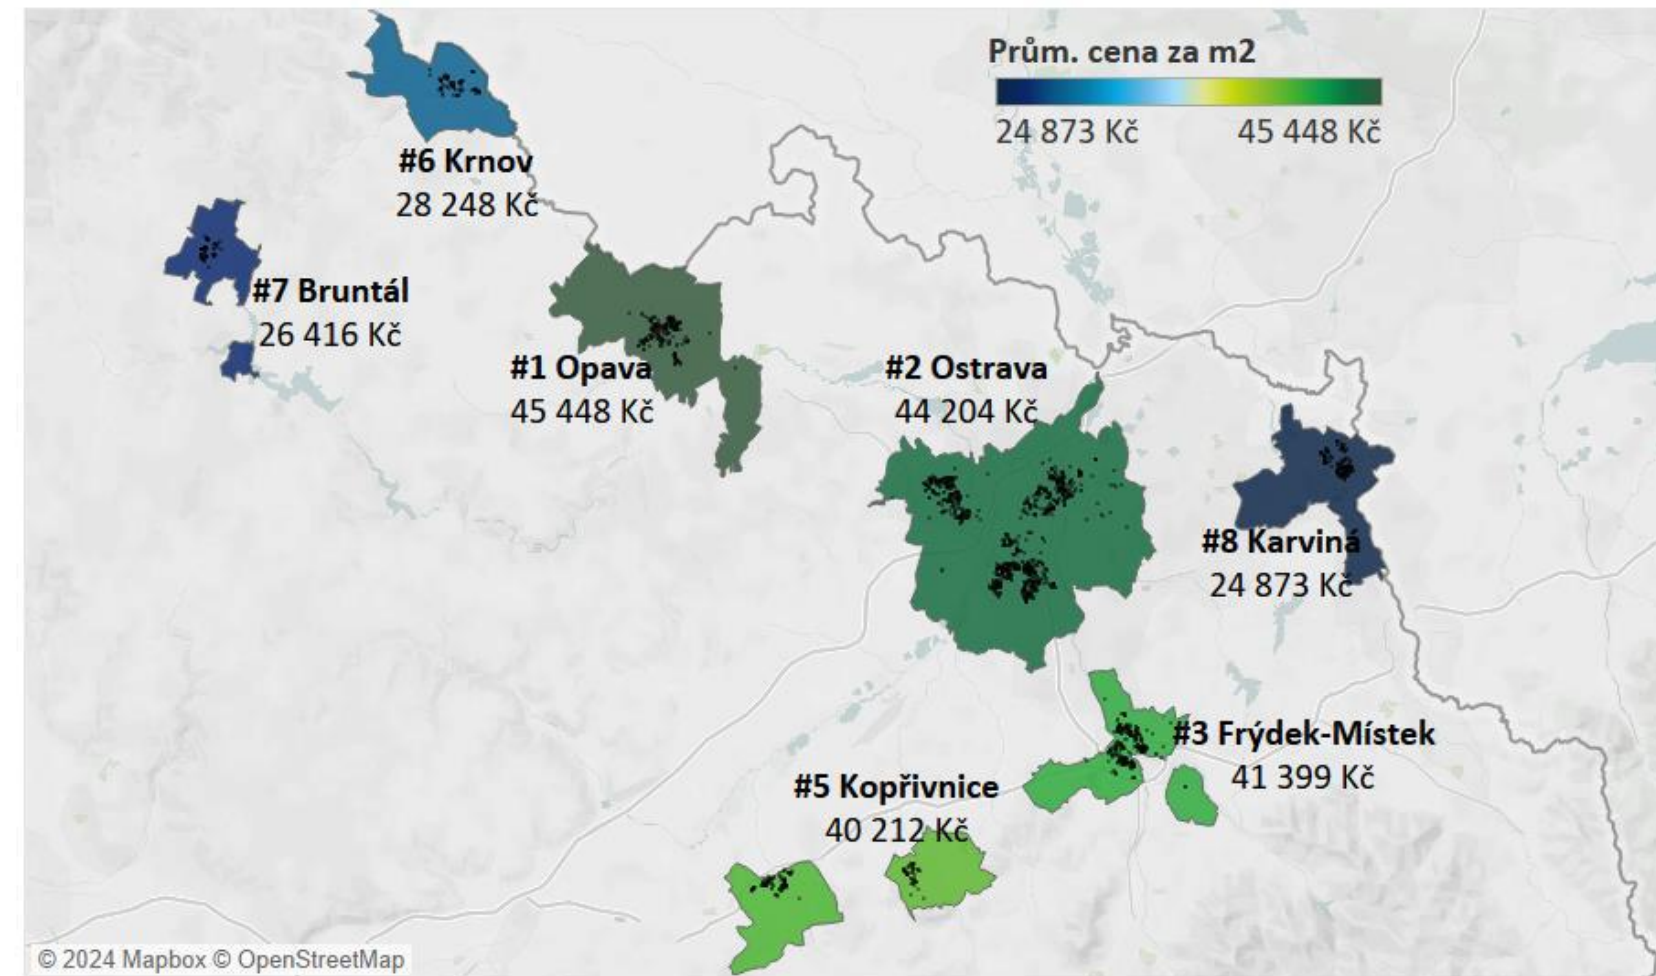 Prům. cena za m2
24 873 Kč
45 448 Kč
#6 Krnov
28 248 Kč
#7 Bruntál
26 416 Kč
#1 Opava
45 448 Kč
#2 Ostrava
44 204 Kč
#8 Karviná
24 873 Kč
#3 Frýdek-Místek
41 399 Kč
#5 Kopřivnice
40 212 Kč
© 2024 Mapbox © OpenStreetMap